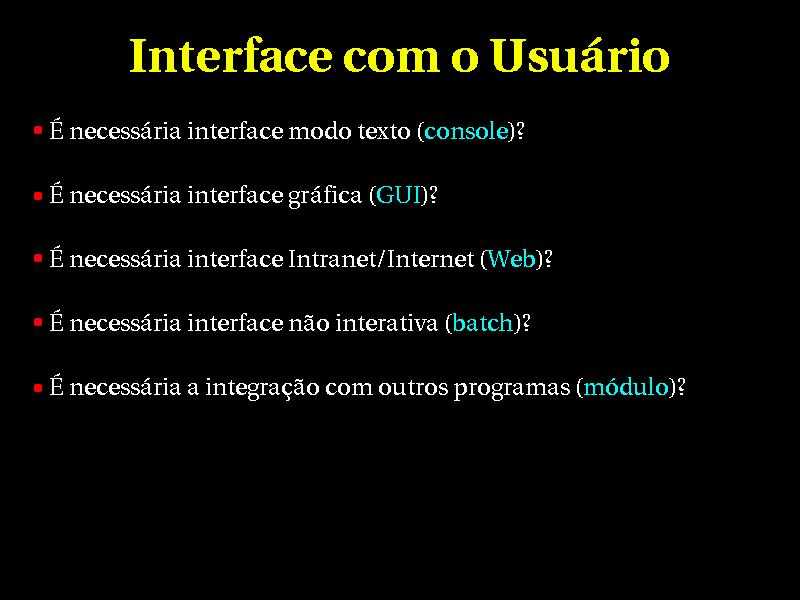 Interface com o Usuário
• É necessária interface modo texto (console)?
• É necessária interface gráfica (GUI)?
• É necessária interface Intranet/Internet (Web)?
• É necessária interface não interativa (batch)?
• É necessária a integração com outros programas (módulo)?